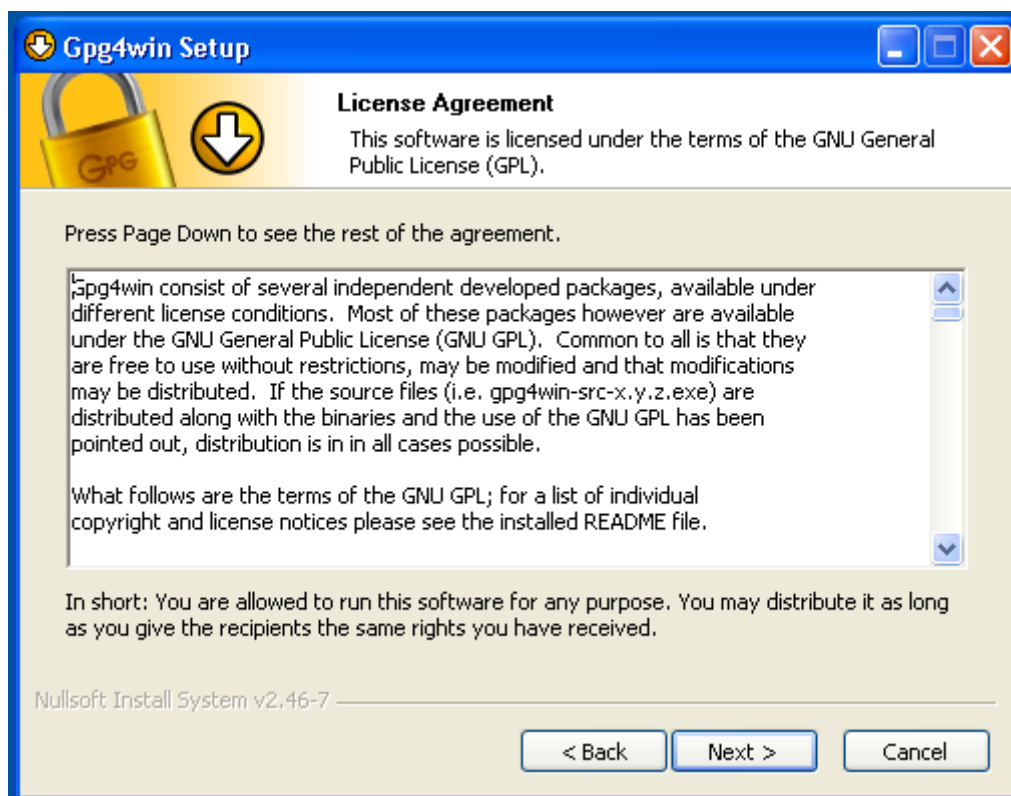 Gpg4win Setup
GPG
License Agreement
This software is licensed under the terms of the GNU General
Public License (GPL).
Press Page Down to see the rest of the agreement.
Gpg4win consist of several independent developed packages, available under
different license conditions.  Most of these packages however are available
under the GNU General Public License (GNU GPL).  Common to all is that they
are free to use without restrictions, may be modified and that modifications
may be distributed.  If the source files (i.e. gpg4win-src-x.y.z.exe) are
distributed along with the binaries and the use of the GNU GPL has been
pointed out, distribution is in in all cases possible.
What follows are the terms of the GNU GPL; for a list of individual
copyright and license notices please see the installed README file.
In short: You are allowed to run this software for any purpose. You may distribute it as long
as you give the recipients the same rights you have received.
Nullsoft Install System v2.46-7
< Back Next > Cancel